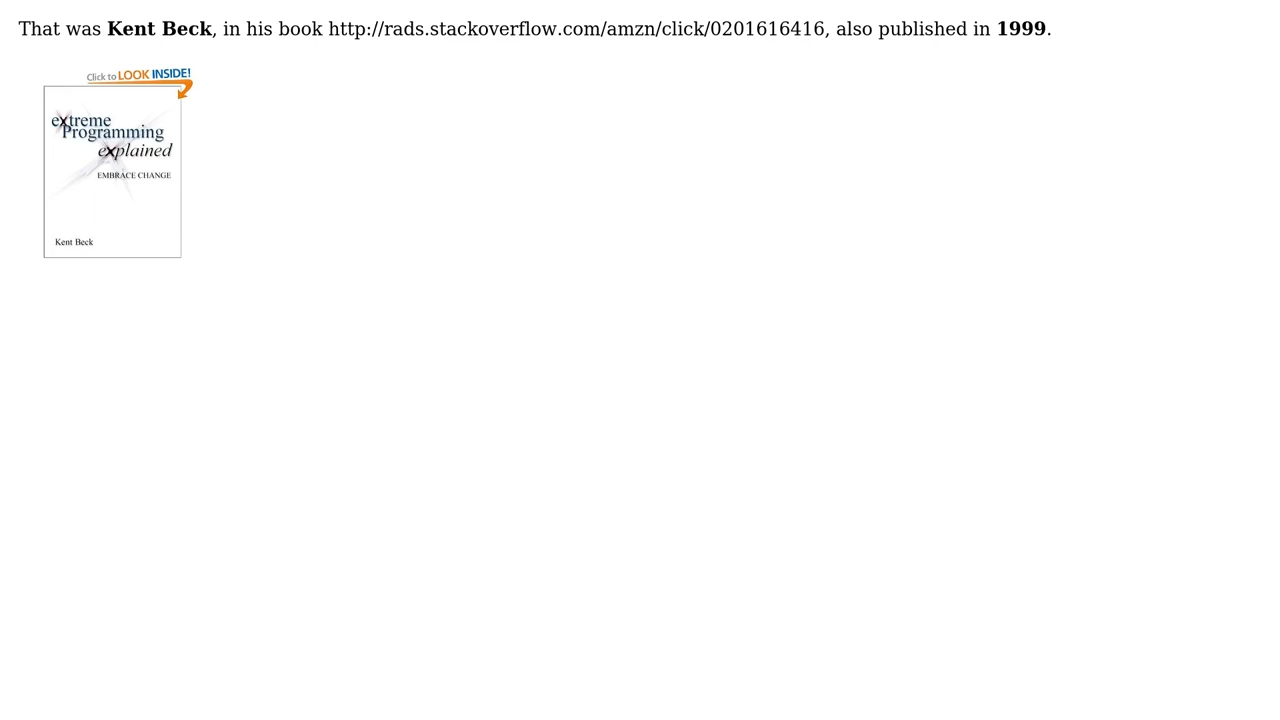 That was Kent Beck, in his book http://rads.stackoverflow.com/amzn/click/0201616416, also published in 1999.
Click to LOOK INSIDE!
eXtreme
Programming
eXplained
EMBRACE CHANGE
Kent Beck